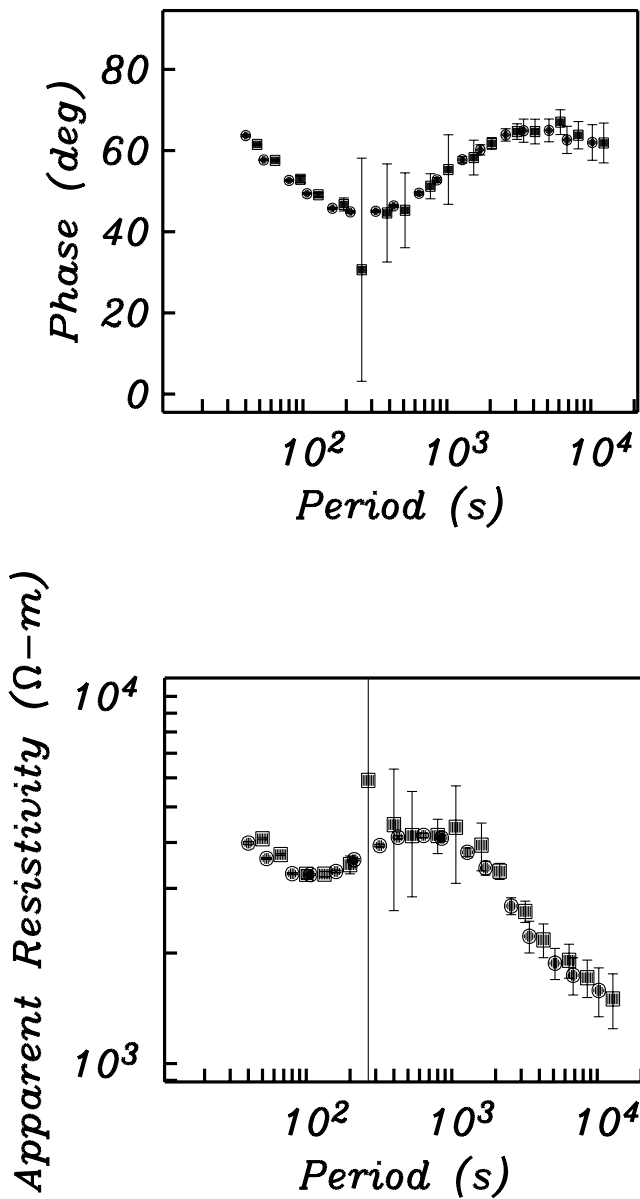 Phase (deg)
80
60
40
20
0
10² 10³ 10⁴
Period (s)
Apparent Resistivity (Ω−m)
10⁴
10³
10² 10³ 10⁴
Period (s)